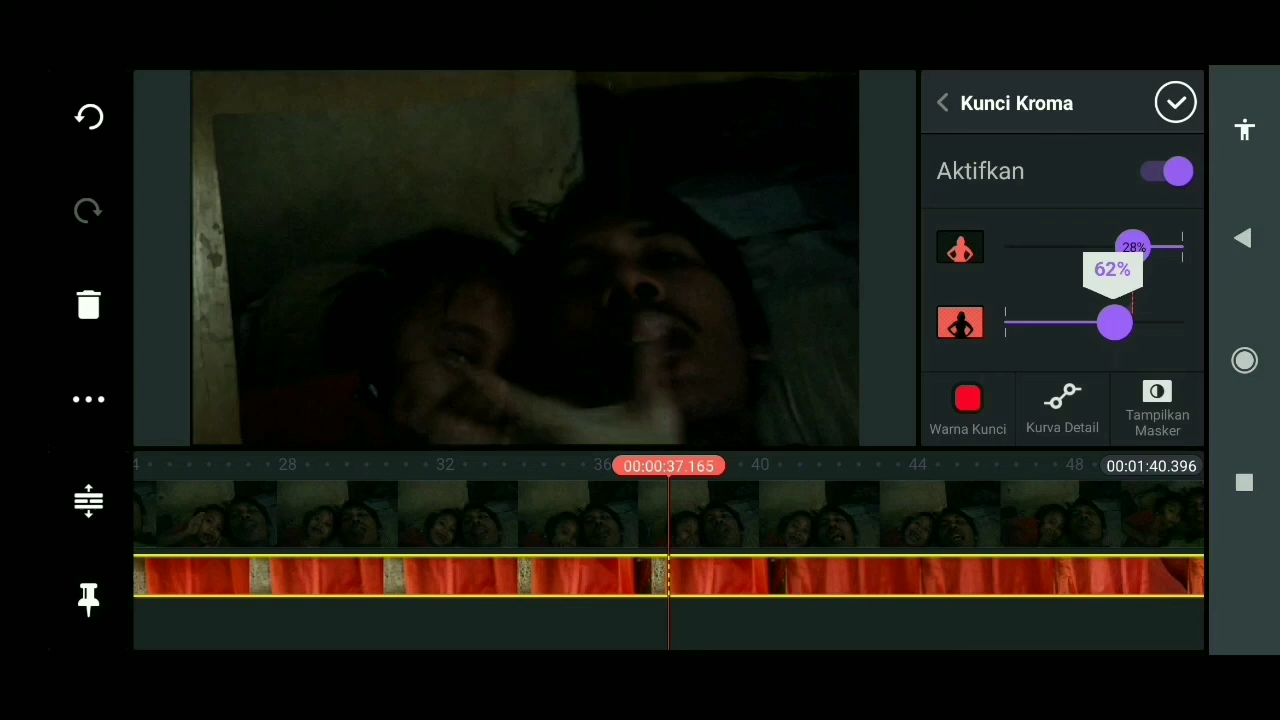 Kunci Kroma
Aktifkan
28%
62%
Warna Kunci
Kurva Detail
Tampilkan
Masker
4
28
32
36
00:00:37.165
40
44
48
00:01:40.396